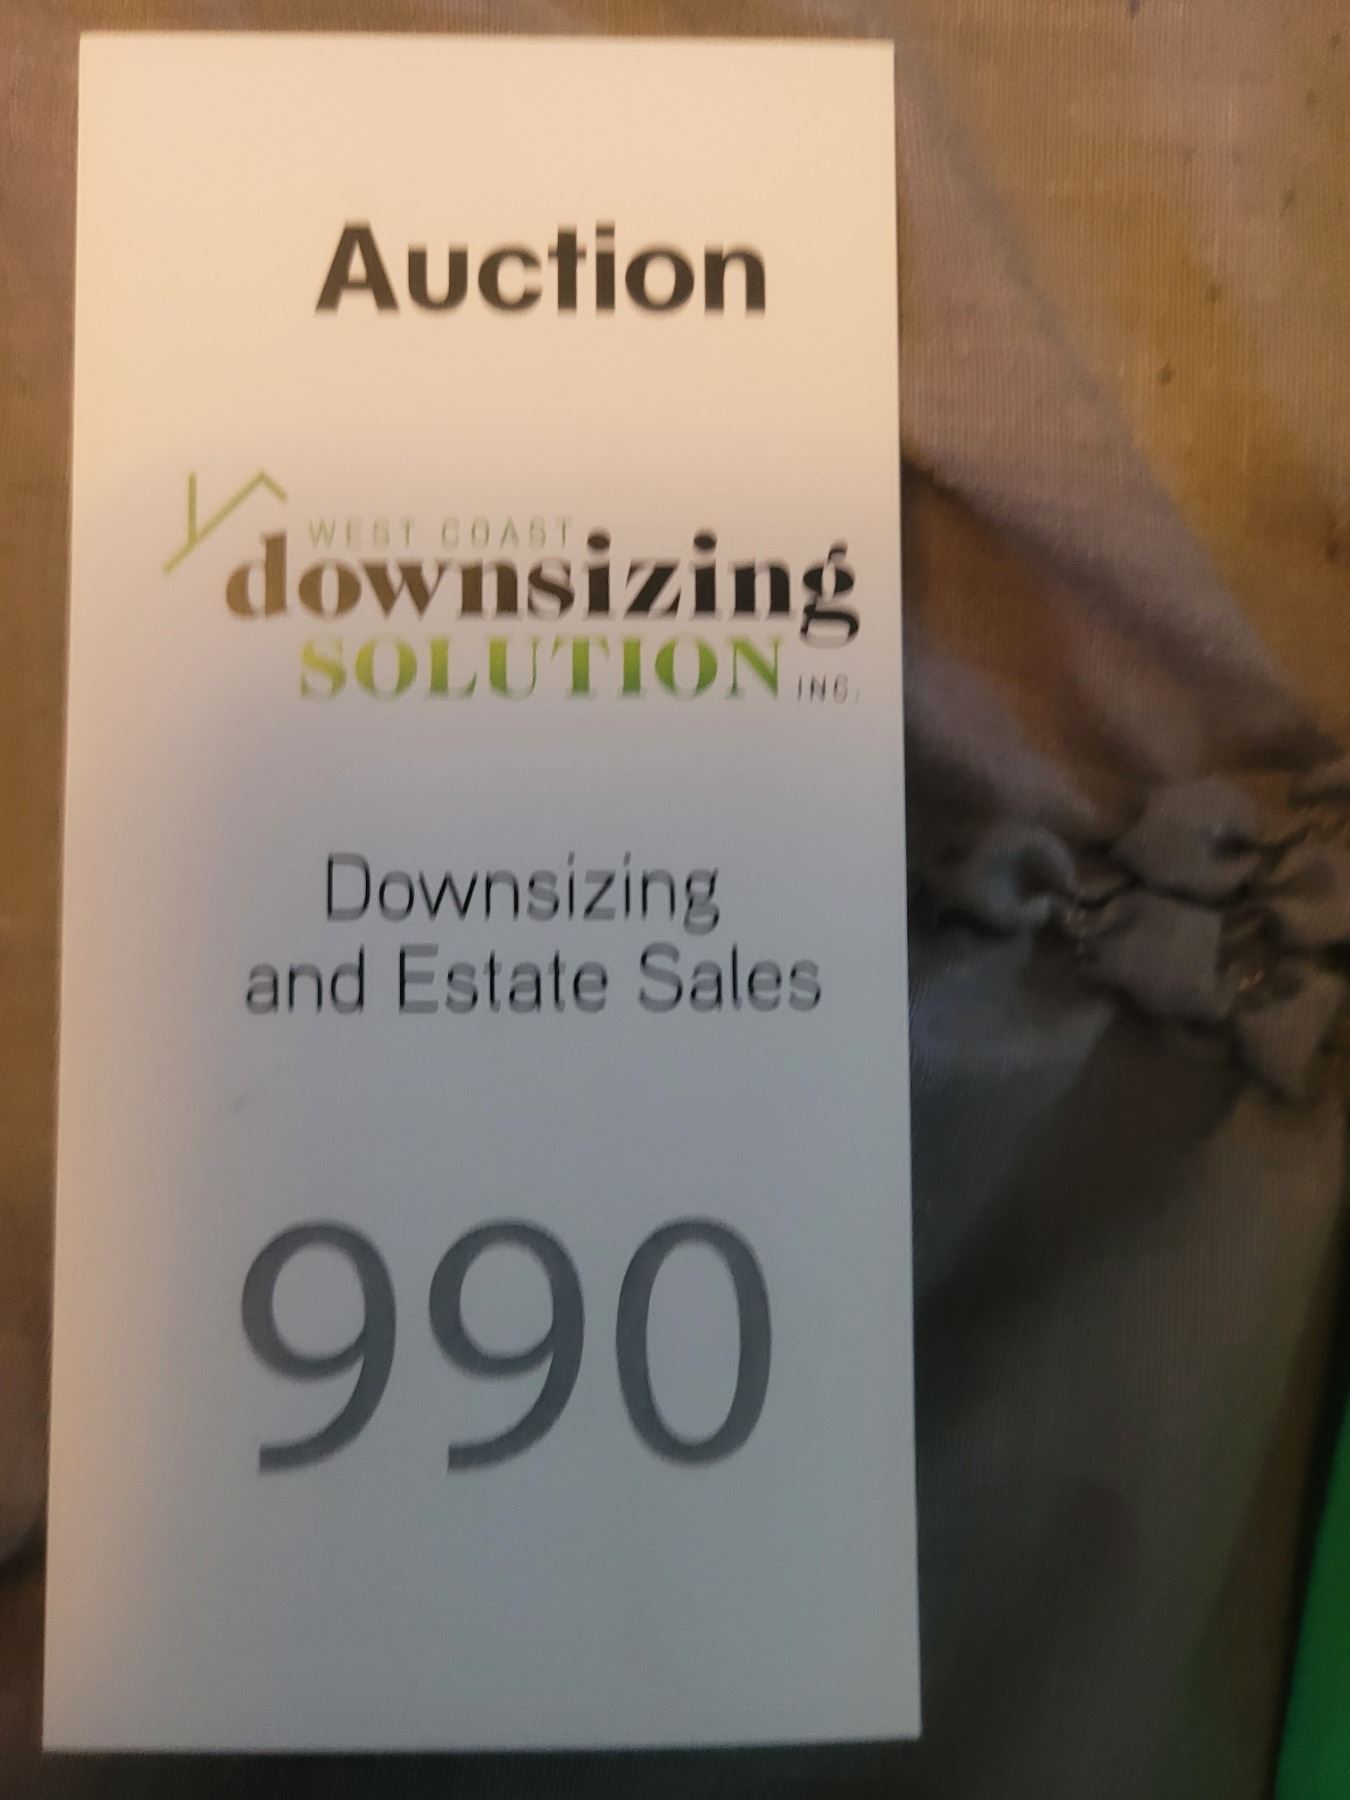 Auction
WEST COAST
downsizing
SOLUTION INC.
Downsizing
and Estate Sales
990